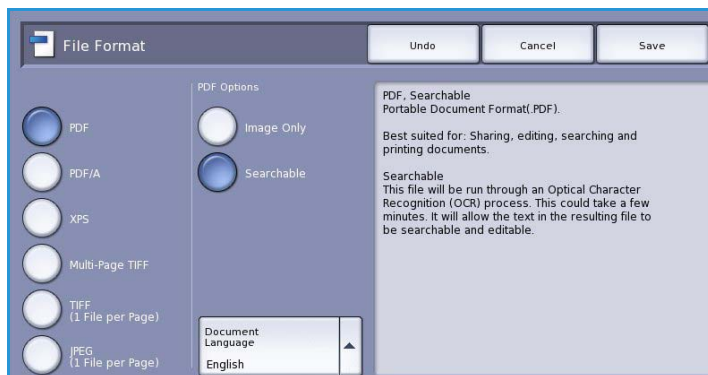 File Format
Undo
Cancel
Save
PDF
PDF/A
XPS
Multi-Page TIFF
TIFF
(1 File per Page)
JPEG
(1 File per Page)
PDF Options
Image Only
Searchable
Document
Language
English
PDF, Searchable
Portable Document Format(.PDF).
Best suited for: Sharing, editing, searching and
printing documents.
Searchable
This file will be run through an Optical Character
Recognition (OCR) process. This could take a few
minutes. It will allow the text in the resulting file to
be searchable and editable.